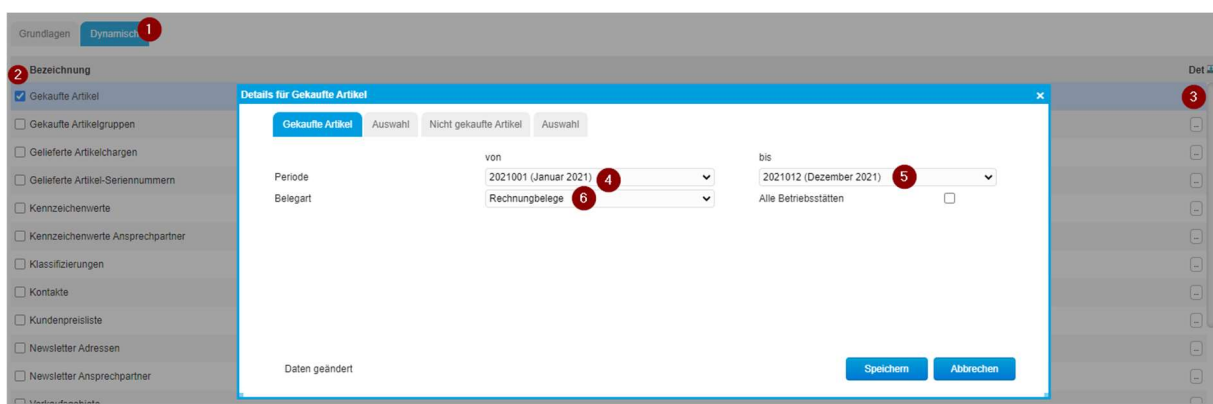 Grundlagen Dynamisch 1
2 Bezeichnung Det
Gekaufte Artikel 3
Details für Gekaufte Artikel ×
Gekaufte Artikelgruppen ...
Gekaufte Artikel Auswahl Nicht gekaufte Artikel Auswahl
Gelieferte Artikelchargen ...
von bis
Periode 2021001 (Januar 2021) 4 2021012 (Dezember 2021) 5
Gelieferte Artikel-Seriennummern ...
Belegart Rechnungbelege 6 Alle Betriebsstätten
Kennzeichenwerte ...
Kennzeichenwerte Ansprechpartner ...
Klassifizierungen ...
Kontakte ...
Kundenpreisliste ...
Newsletter Adressen ...
Daten geändert Speichern Abbrechen
Newsletter Ansprechpartner ...
Verkaufsgebiete